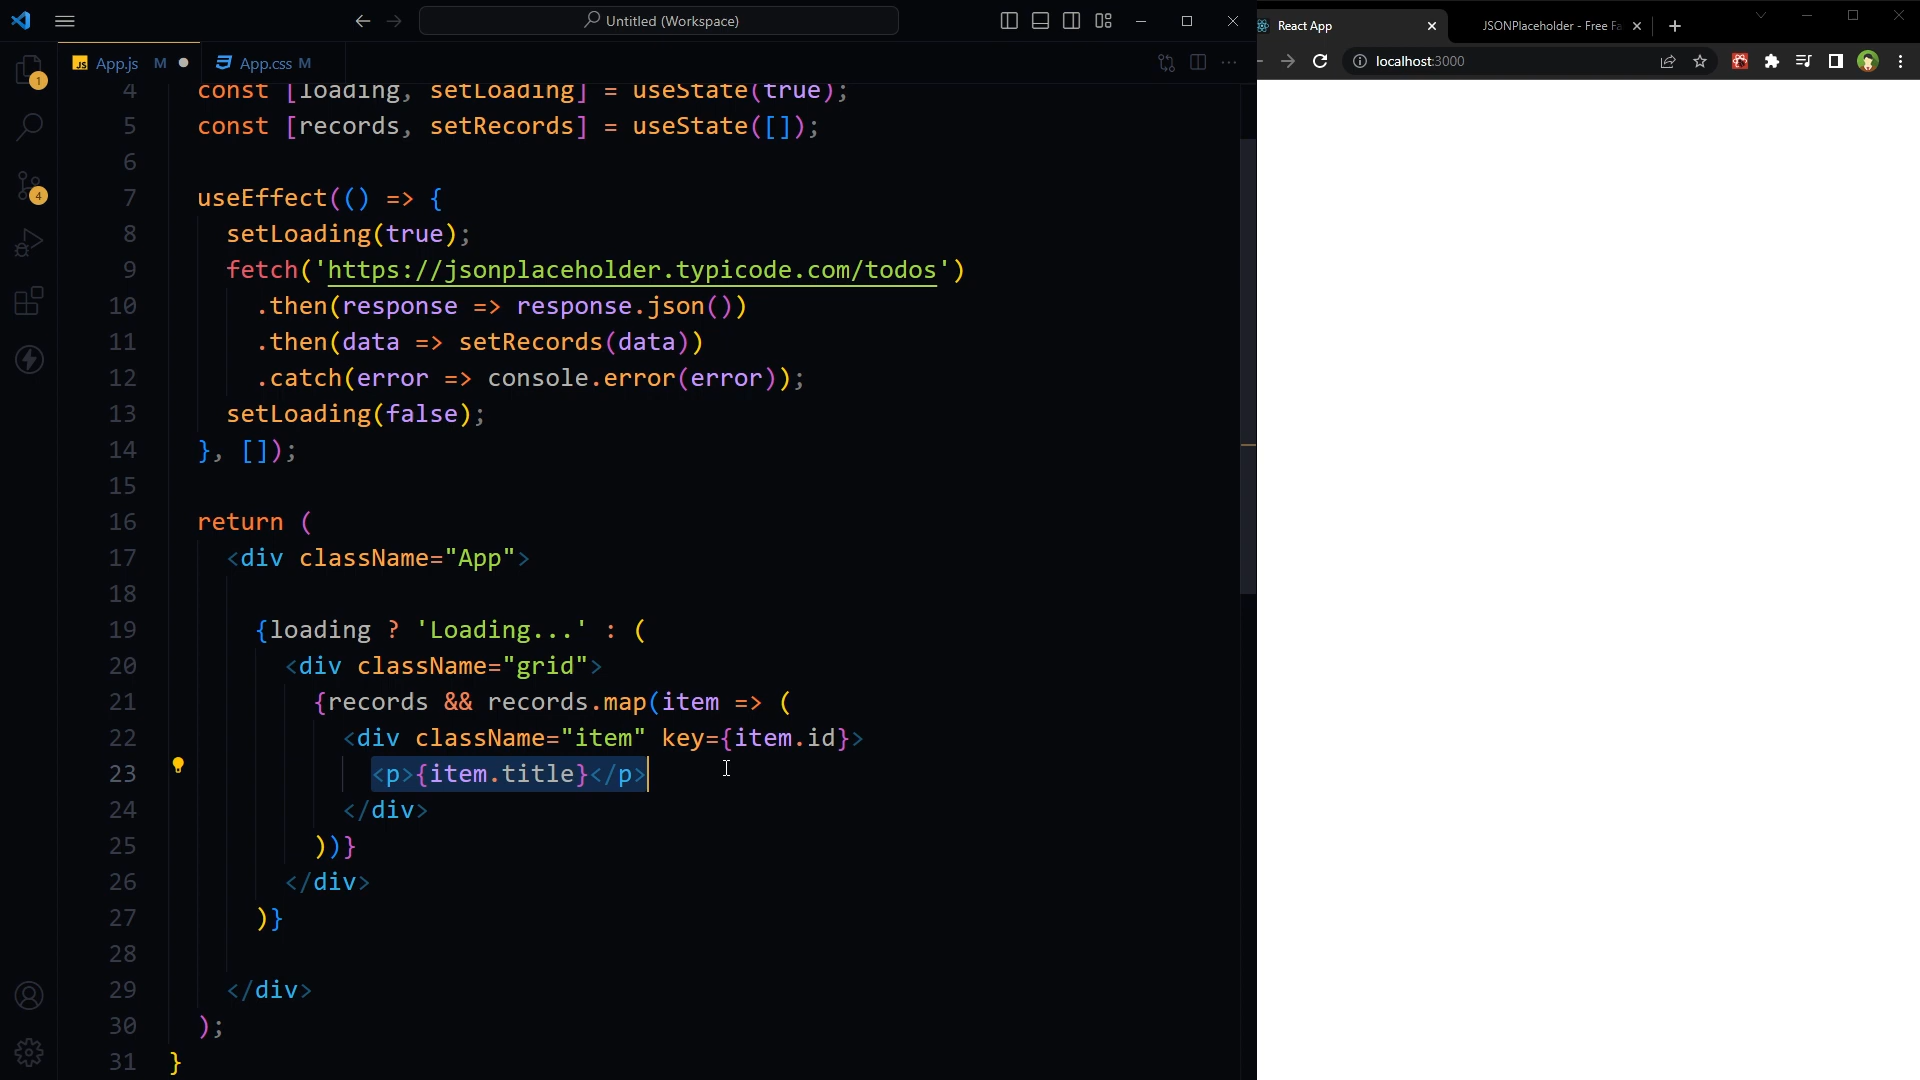 Untitled (Workspace)
App.js M
App.css M
React App
JSONPlaceholder - Free Fa
localhost:3000
1
4
4 const [loading, setLoading] = useState(true);
5 const [records, setRecords] = useState([]);
6
7 useEffect(() => {
8 setLoading(true);
9 fetch('https://jsonplaceholder.typicode.com/todos')
10 .then(response => response.json())
11 .then(data => setRecords(data))
12 .catch(error => console.error(error));
13 setLoading(false);
14 }, []);
15
16 return (
17 <div className="App">
18
19 {loading ? 'Loading...' : (
20 <div className="grid">
21 {records && records.map(item => (
22 <div className="item" key={item.id}>
23 <p>{item.title}</p>
24 </div>
25 ))}
26 </div>
27 )}
28
29 </div>
30 );
31 }